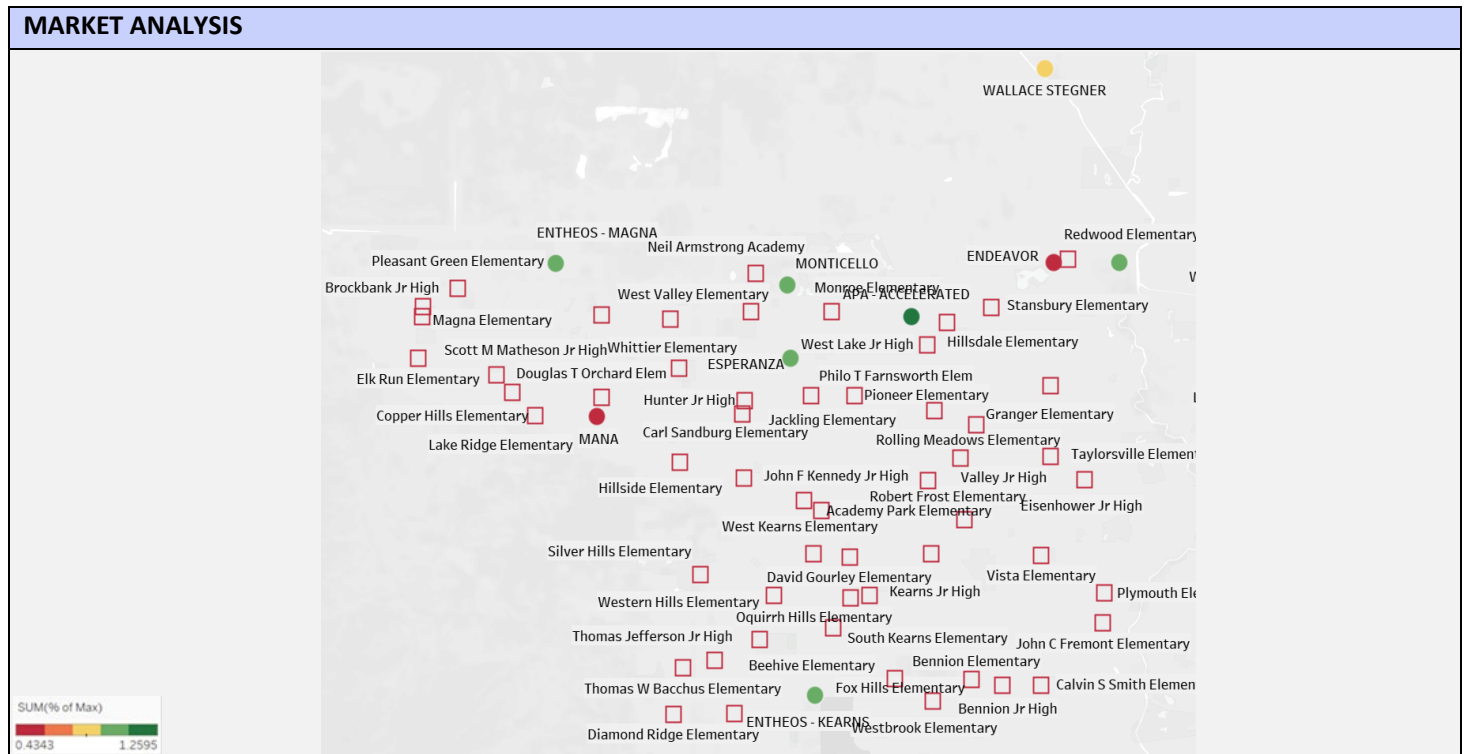 MARKET ANALYSIS
WALLACE STEGNER
Redwood Elementary
ENTHEOS - MAGNA
Neil Armstrong Academy
ENDEAVOR
Pleasant Green Elementary
MONTICELLO
W
Brockbank Jr High
West Valley Elementary
Monroe Elementary
APA - ACCELERATED
Stansbury Elementary
Magna Elementary
Scott M Matheson Jr High
Whittier Elementary
West Lake Jr High
Hillsdale Elementary
ESPERANZA
Elk Run Elementary
Douglas T Orchard Elem
Philo T Farnsworth Elem
Hunter Jr High
Pioneer Elementary
Copper Hills Elementary
Jackling Elementary
Granger Elementary
Lake Ridge Elementary
MANA
Carl Sandburg Elementary
Rolling Meadows Elementary
Taylorsville Element
Hillside Elementary
John F Kennedy Jr High
Valley Jr High
Robert Frost Elementary
Eisenhower Jr High
Academy Park Elementary
West Kearns Elementary
Silver Hills Elementary
David Gourley Elementary
Vista Elementary
Western Hills Elementary
Kearns Jr High
Plymouth Ele
Oquirrh Hills Elementary
Thomas Jefferson Jr High
South Kearns Elementary
John C Fremont Elementary
Beehive Elementary
Bennion Elementary
Thomas W Bacchus Elementary
Fox Hills Elementary
Calvin S Smith Elemen
Bennion Jr High
ENTHEOS - KEARNS
Westbrook Elementary
Diamond Ridge Elementary
SUM(% of Max)
0.4343 1.2595